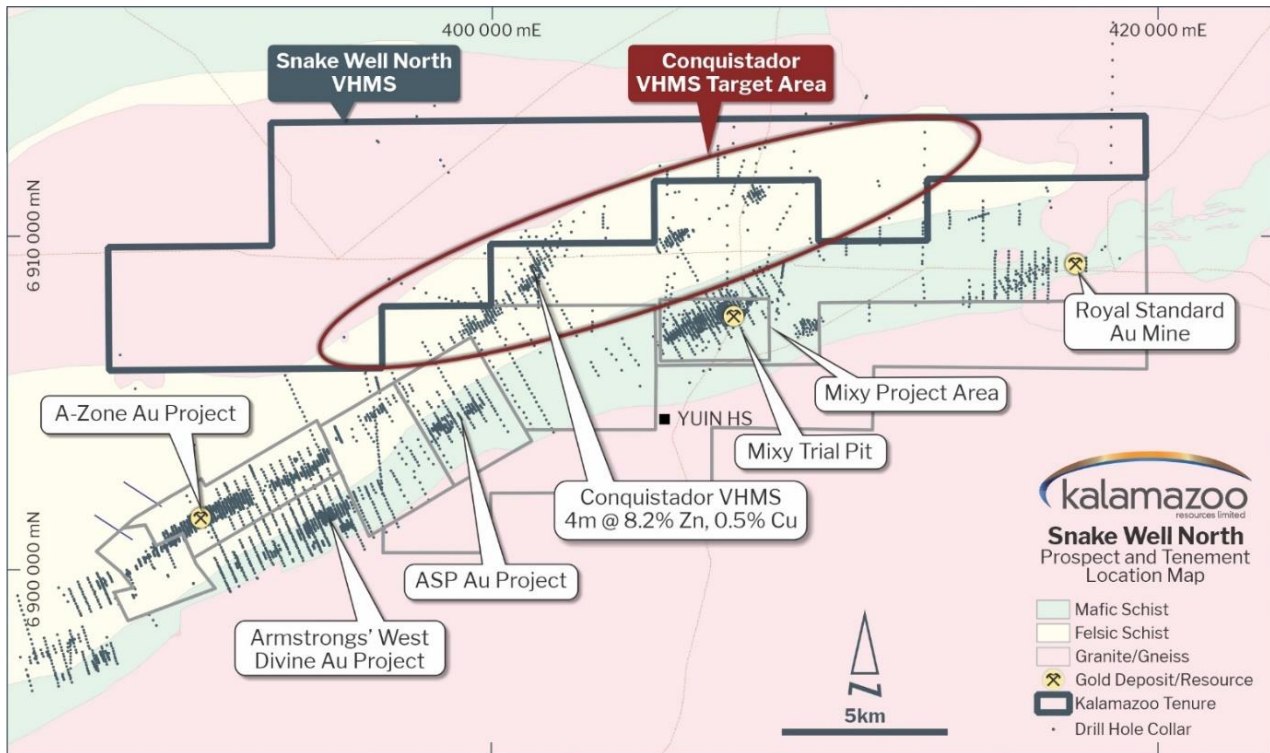 400 000 mE
420 000 mE
Snake Well North
VHMS
Conquistador
VHMS Target Area
6 910 000 mN
Royal Standard
Au Mine
A-Zone Au Project
Mixy Project Area
YUIN HS
Mixy Trial Pit
Conquistador VHMS
4m @ 8.2% Zn, 0.5% Cu
6 900 000 mN
ASP Au Project
Armstrongs' West
Divine Au Project
N
5km
kalamazoo
resources limited
Snake Well North
Prospect and Tenement
Location Map
Mafic Schist
Felsic Schist
Granite/Gneiss
Gold Deposit/Resource
Kalamazoo Tenure
Drill Hole Collar